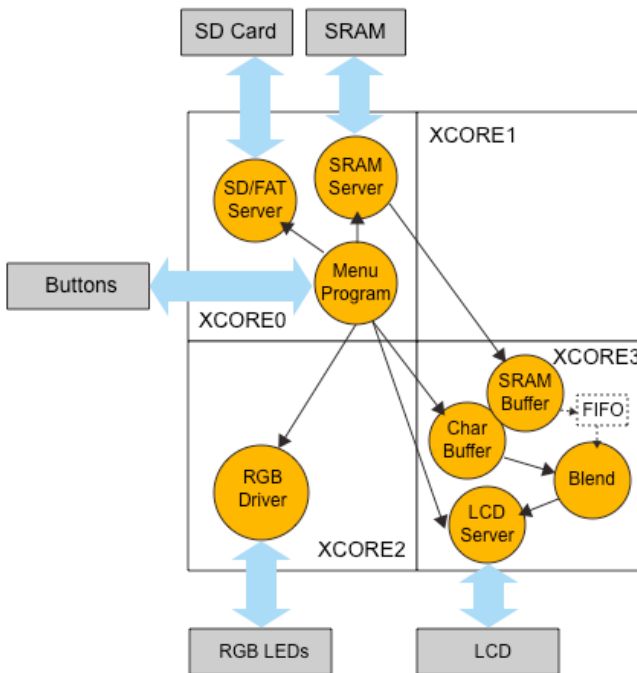 SD Card
SRAM
XCORE1
SD/FAT
Server
SRAM
Server
Menu
Program
Buttons
XCORE0
XCORE3
SRAM
Buffer
FIFO
Char
Buffer
Blend
RGB
Driver
LCD
Server
XCORE2
RGB LEDs
LCD